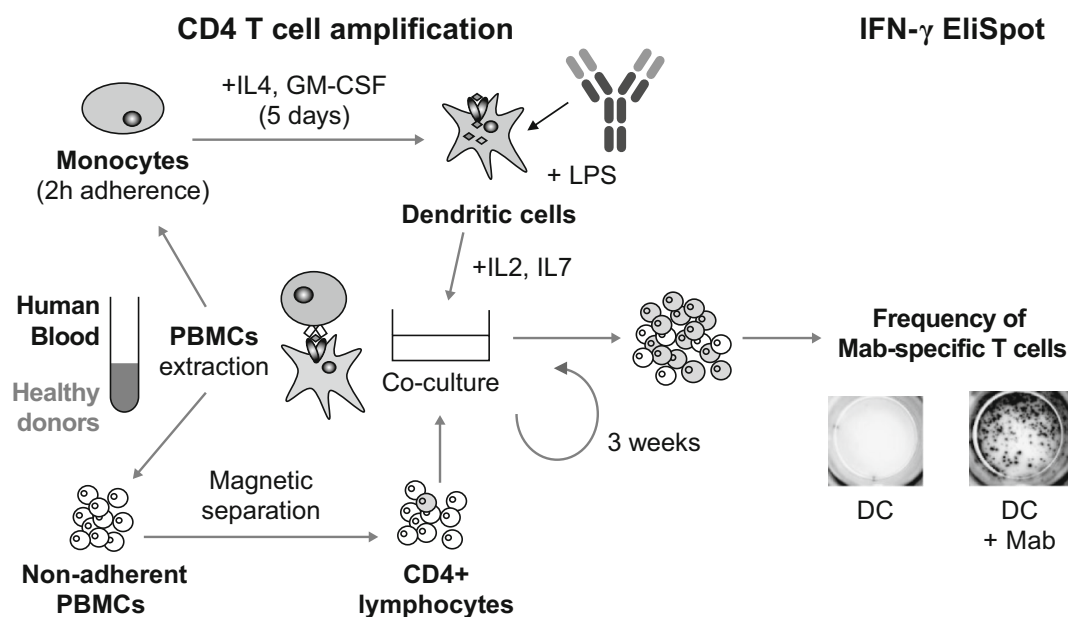 CD4 T cell amplification
IFN-γ EliSpot
+IL4, GM-CSF
(5 days)
Monocytes
(2h adherence)
+ LPS
Dendritic cells
+IL2, IL7
Human
Blood
Healthy
donors
PBMCs
extraction
Co-culture
3 weeks
Frequency of
Mab-specific T cells
DC
DC
+ Mab
Magnetic
separation
Non-adherent
PBMCs
CD4+
lymphocytes